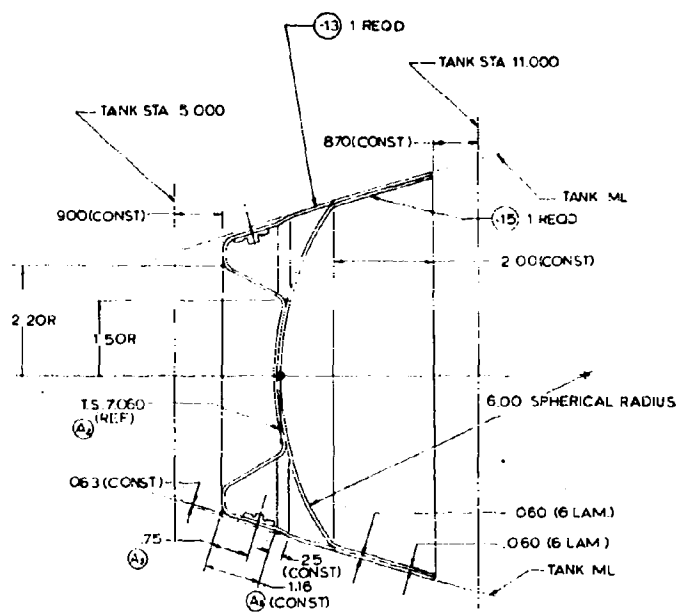 -13 1 REQD
TANK STA 11.000
TANK STA 5.000
.870(CONST)
TANK ML
.900(CONST)
-15 1 REQD
2.00(CONST)
2.20R
1.50R
T.S. 7.060
(REF)
6.00 SPHERICAL RADIUS
.063 (CONST)
.060 (6 LAM.)
.75
.25
(CONST)
.060 (6 LAM.)
1.16
(CONST)
TANK ML